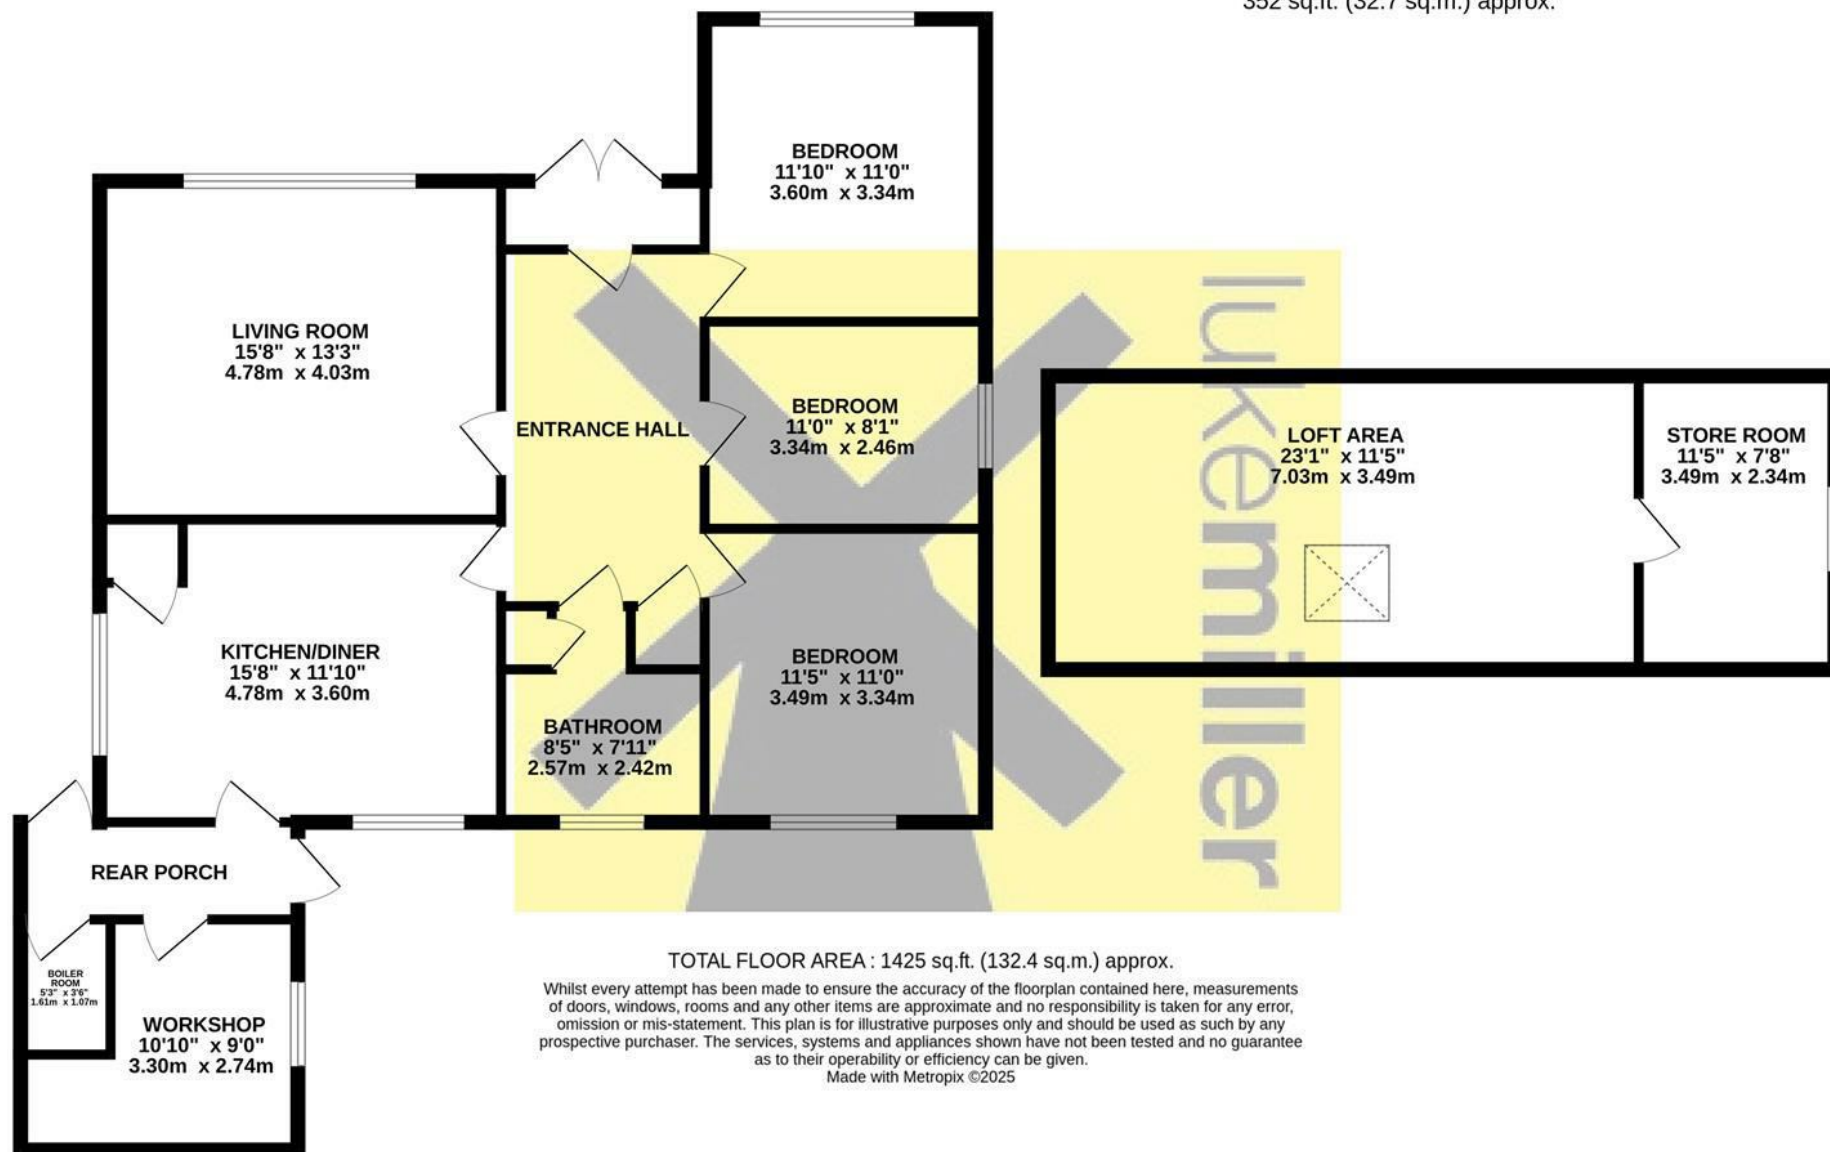 352 sq.ft. (32.7 sq.m.) approx.
BEDROOM
11'10" x 11'0"
3.60m x 3.34m
LIVING ROOM
15'8" x 13'3"
4.78m x 4.03m
ENTRANCE HALL
BEDROOM
11'0" x 8'1"
3.34m x 2.46m
LOFT AREA
23'1" x 11'5"
7.03m x 3.49m
STORE ROOM
11'5" x 7'8"
3.49m x 2.34m
KITCHEN/DINER
15'8" x 11'10"
4.78m x 3.60m
BEDROOM
11'5" x 11'0"
3.49m x 3.34m
BATHROOM
8'5" x 7'11"
2.57m x 2.42m
lukemiller
REAR PORCH
BOILER
ROOM
5'3" x 3'6"
1.61m x 1.07m
WORKSHOP
10'10" x 9'0"
3.30m x 2.74m
TOTAL FLOOR AREA : 1425 sq.ft. (132.4 sq.m.) approx.
Whilst every attempt has been made to ensure the accuracy of the floorplan contained here, measurements
of doors, windows, rooms and any other items are approximate and no responsibility is taken for any error,
omission or mis-statement. This plan is for illustrative purposes only and should be used as such by any
prospective purchaser. The services, systems and appliances shown have not been tested and no guarantee
as to their operability or efficiency can be given.
Made with Metropix ©2025